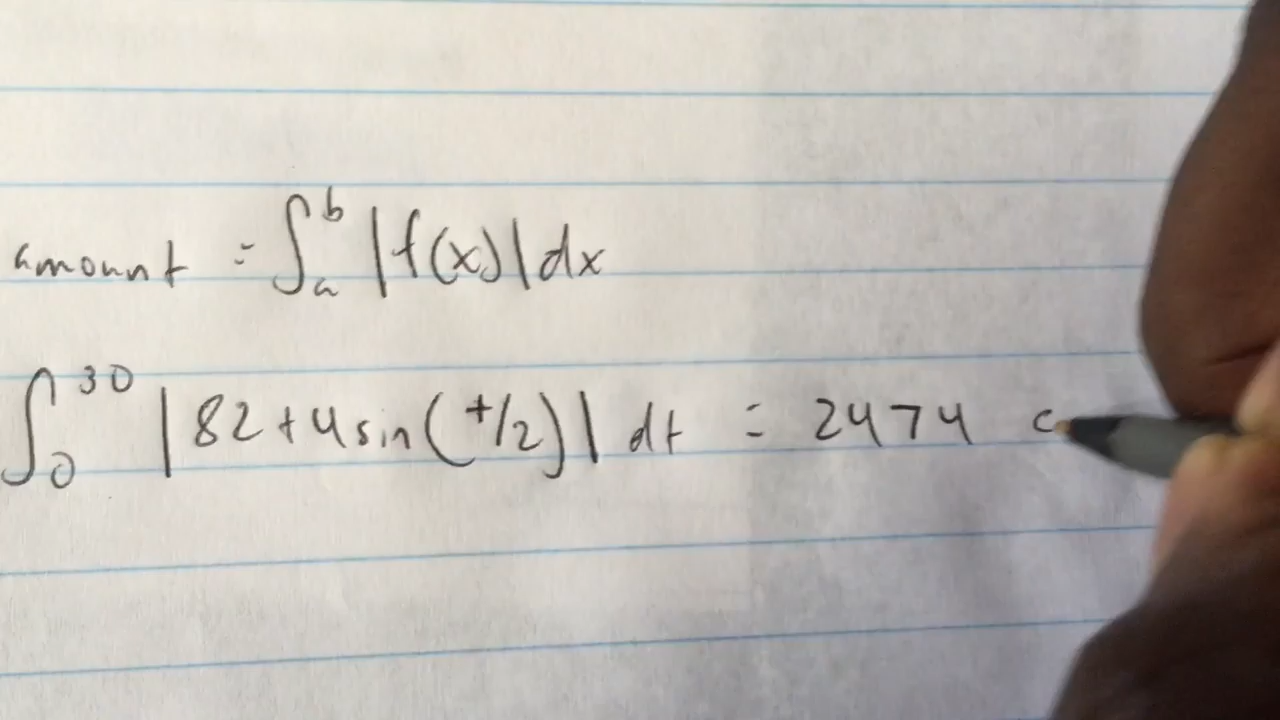 amount = ∫ₐᵇ |f(x)|dx
∫₀³⁰ |82+4sin(t/2)| dt = 2474 c